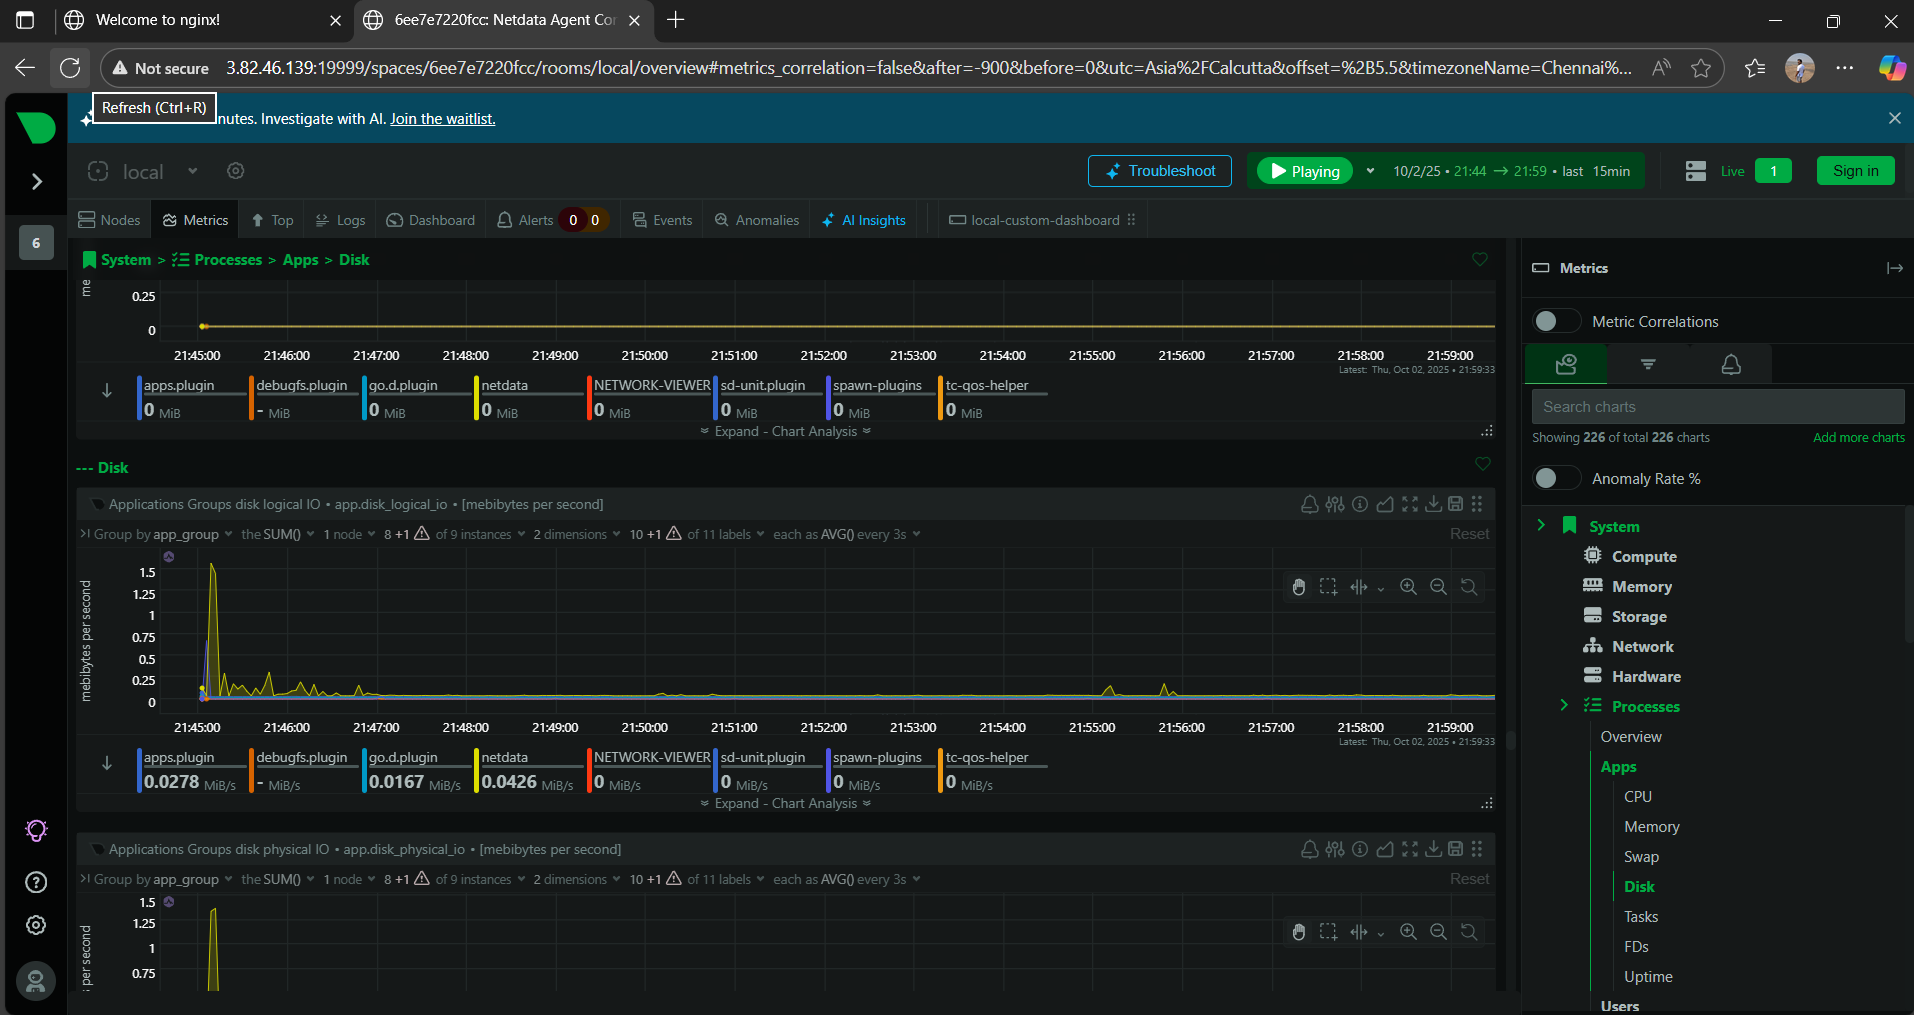 Welcome to nginx!
6ee7e7220fcc: Netdata Agent Co
Not secure 3.82.46.139:19999/spaces/6ee7e7220fcc/rooms/local/overview#metrics_correlation=false&after=-900&before=0&utc=Asia%2FCalcutta&offset=%2B5.5&timezoneName=Chennai%...
Refresh (Ctrl+R)
nutes. Investigate with AI. Join the waitlist.
local
Troubleshoot
Playing
10/2/25 • 21:44 → 21:59 • last 15min
Live 1
Sign in
Nodes Metrics Top Logs Dashboard Alerts 0 0 Events Anomalies AI Insights local-custom-dashboard
6
System > Processes > Apps > Disk
me
0.25
0
21:45:00 21:46:00 21:47:00 21:48:00 21:49:00 21:50:00 21:51:00 21:52:00 21:53:00 21:54:00 21:55:00 21:56:00 21:57:00 21:58:00 21:59:00
Latest: Thu, Oct 02, 2025 • 21:59:33
apps.plugin debugfs.plugin go.d.plugin netdata NETWORK-VIEWER sd-unit.plugin spawn-plugins tc-qos-helper
0 MiB - MiB 0 MiB 0 MiB 0 MiB 0 MiB 0 MiB 0 MiB
Expand - Chart Analysis
--- Disk
Applications Groups disk logical IO • app.disk_logical_io • [mebibytes per second]
Group by app_group the SUM() 1 node 8 +1 of 9 instances 2 dimensions 10 +1 of 11 labels each as AVG() every 3s Reset
mebibytes per second
1.5
1.25
1
0.75
0.5
0.25
0
21:45:00 21:46:00 21:47:00 21:48:00 21:49:00 21:50:00 21:51:00 21:52:00 21:53:00 21:54:00 21:55:00 21:56:00 21:57:00 21:58:00 21:59:00
Latest: Thu, Oct 02, 2025 • 21:59:33
apps.plugin debugfs.plugin go.d.plugin netdata NETWORK-VIEWER sd-unit.plugin spawn-plugins tc-qos-helper
0.0278 MiB/s - MiB/s 0.0167 MiB/s 0.0426 MiB/s 0 MiB/s 0 MiB/s 0 MiB/s 0 MiB/s
Expand - Chart Analysis
Applications Groups disk physical IO • app.disk_physical_io • [mebibytes per second]
Group by app_group the SUM() 1 node 8 +1 of 9 instances 2 dimensions 10 +1 of 11 labels each as AVG() every 3s Reset
per second
1.5
1.25
1
0.75
Metrics
Metric Correlations
Search charts
Showing 226 of total 226 charts Add more charts
Anomaly Rate %
System
Compute
Memory
Storage
Network
Hardware
Processes
Overview
Apps
CPU
Memory
Swap
Disk
Tasks
FDs
Uptime
Users